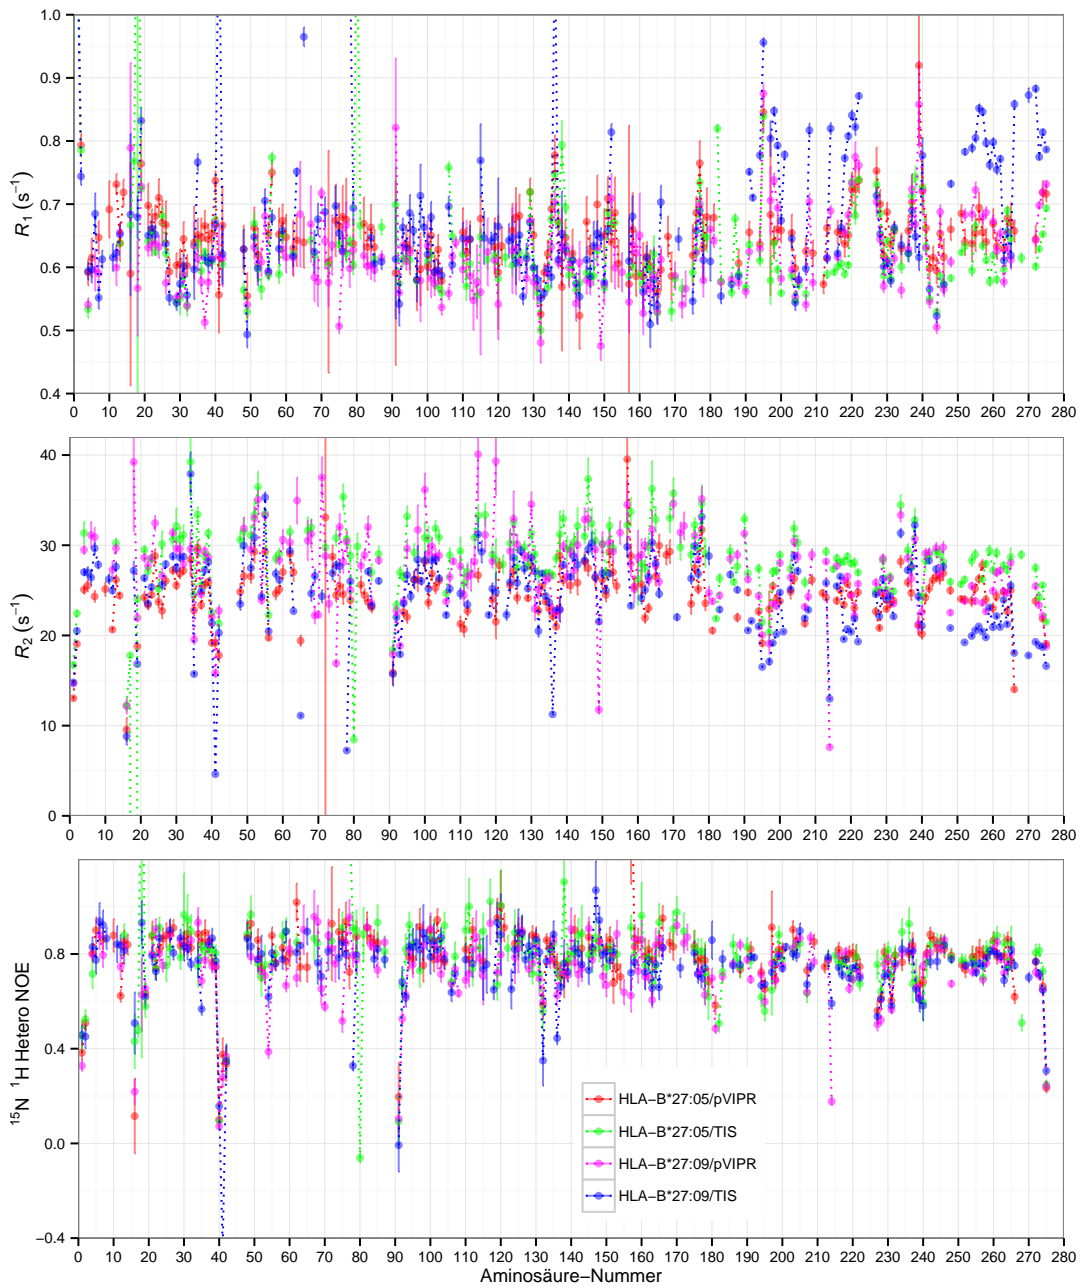 1.0
0.9
0.8
0.7
0.6
0.5
0.4
R1 (s−1)
0 10 20 30 40 50 60 70 80 90 100 110 120 130 140 150 160 170 180 190 200 210 220 230 240 250 260 270 280
40
30
20
10
0
R2 (s−1)
0 10 20 30 40 50 60 70 80 90 100 110 120 130 140 150 160 170 180 190 200 210 220 230 240 250 260 270 280
0.8
0.4
0.0
−0.4
15N 1H Hetero NOE
HLA−B*27:05/pVIPR
HLA−B*27:05/TIS
HLA−B*27:09/pVIPR
HLA−B*27:09/TIS
0 10 20 30 40 50 60 70 80 90 100 110 120 130 140 150 160 170 180 190 200 210 220 230 240 250 260 270 280
Aminosäure−Nummer